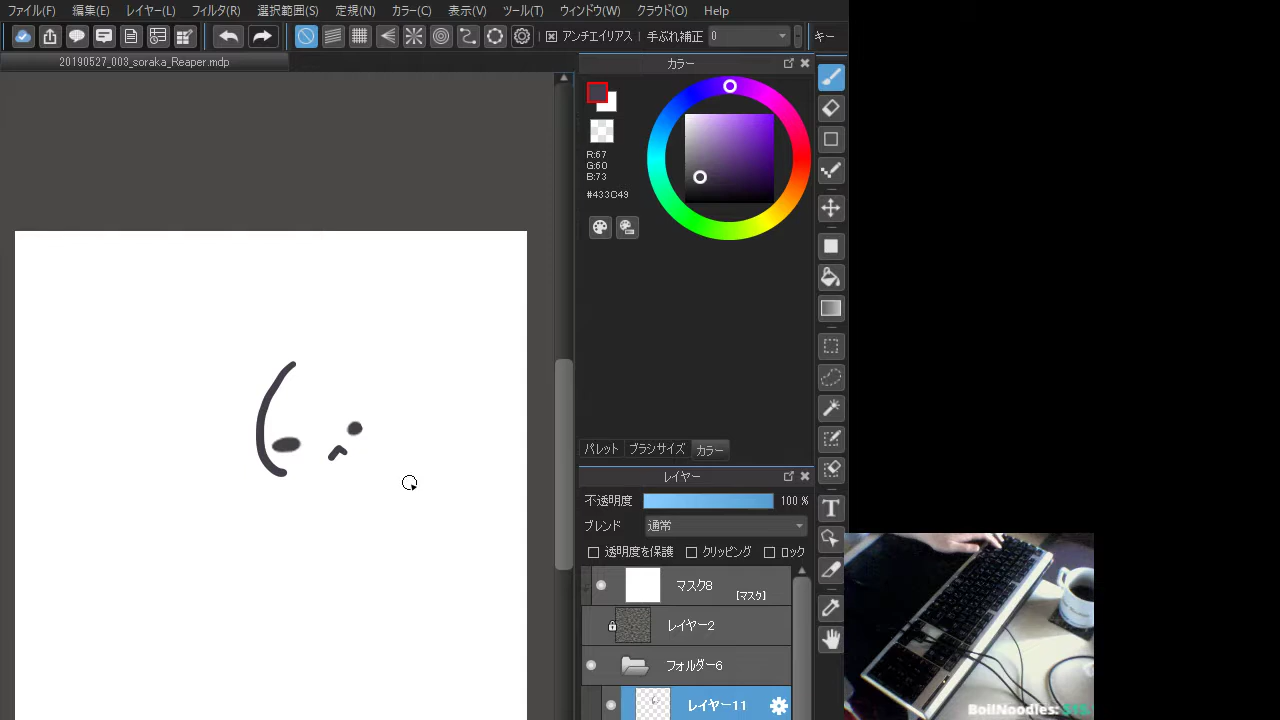 ファイル(F) 編集(E) レイヤー(L) フィルタ(R) 選択範囲(S) 定規(N) カラー(C) 表示(V) ツール(T) ウィンドウ(W) クラウド(O) Help
アンチエイリアス 手ぶれ補正 0 キー
20190527_003_soraka_Reaper.mdp
カラー
R:67
G:60
B:73
#433C49
パレット ブラシサイズ カラー
レイヤー
不透明度 100 %
ブレンド 通常
透明度を保護 クリッピング ロック
マスク8
[マスク]
レイヤー2
フォルダー6
レイヤー11
T
BoilNoodles: